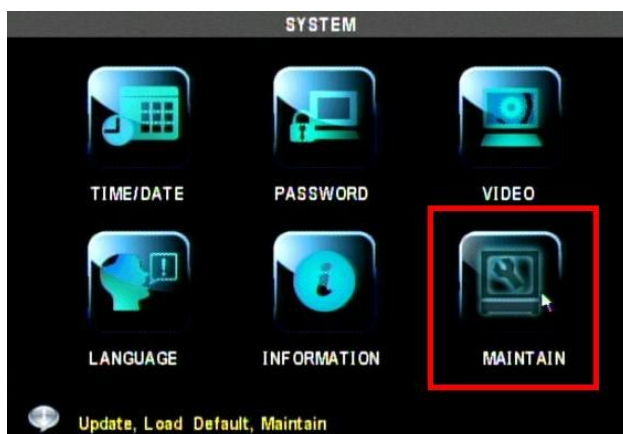 SYSTEM
TIME/DATE PASSWORD VIDEO
LANGUAGE INFORMATION MAINTAIN
Update, Load Default, Maintain